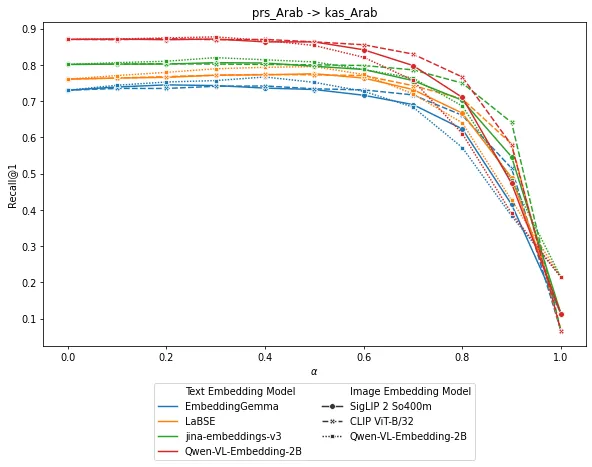 prs_Arab -> kas_Arab
Recall@1
0.9
0.8
0.7
0.6
0.5
0.4
0.3
0.2
0.1
0.0 0.2 0.4 0.6 0.8 1.0
α
Text Embedding Model Image Embedding Model
EmbeddingGemma SigLIP 2 So400m
LaBSE CLIP ViT-B/32
jina-embeddings-v3 Qwen-VL-Embedding-2B
Qwen-VL-Embedding-2B